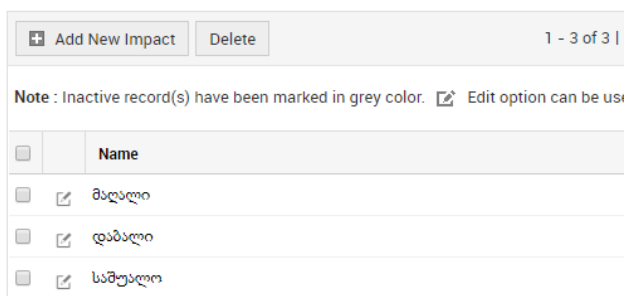 Add New Impact Delete 1 - 3 of 3 |
Note : Inactive record(s) have been marked in grey color. Edit option can be use
Name
მაღალი
დაბალი
საშუალო